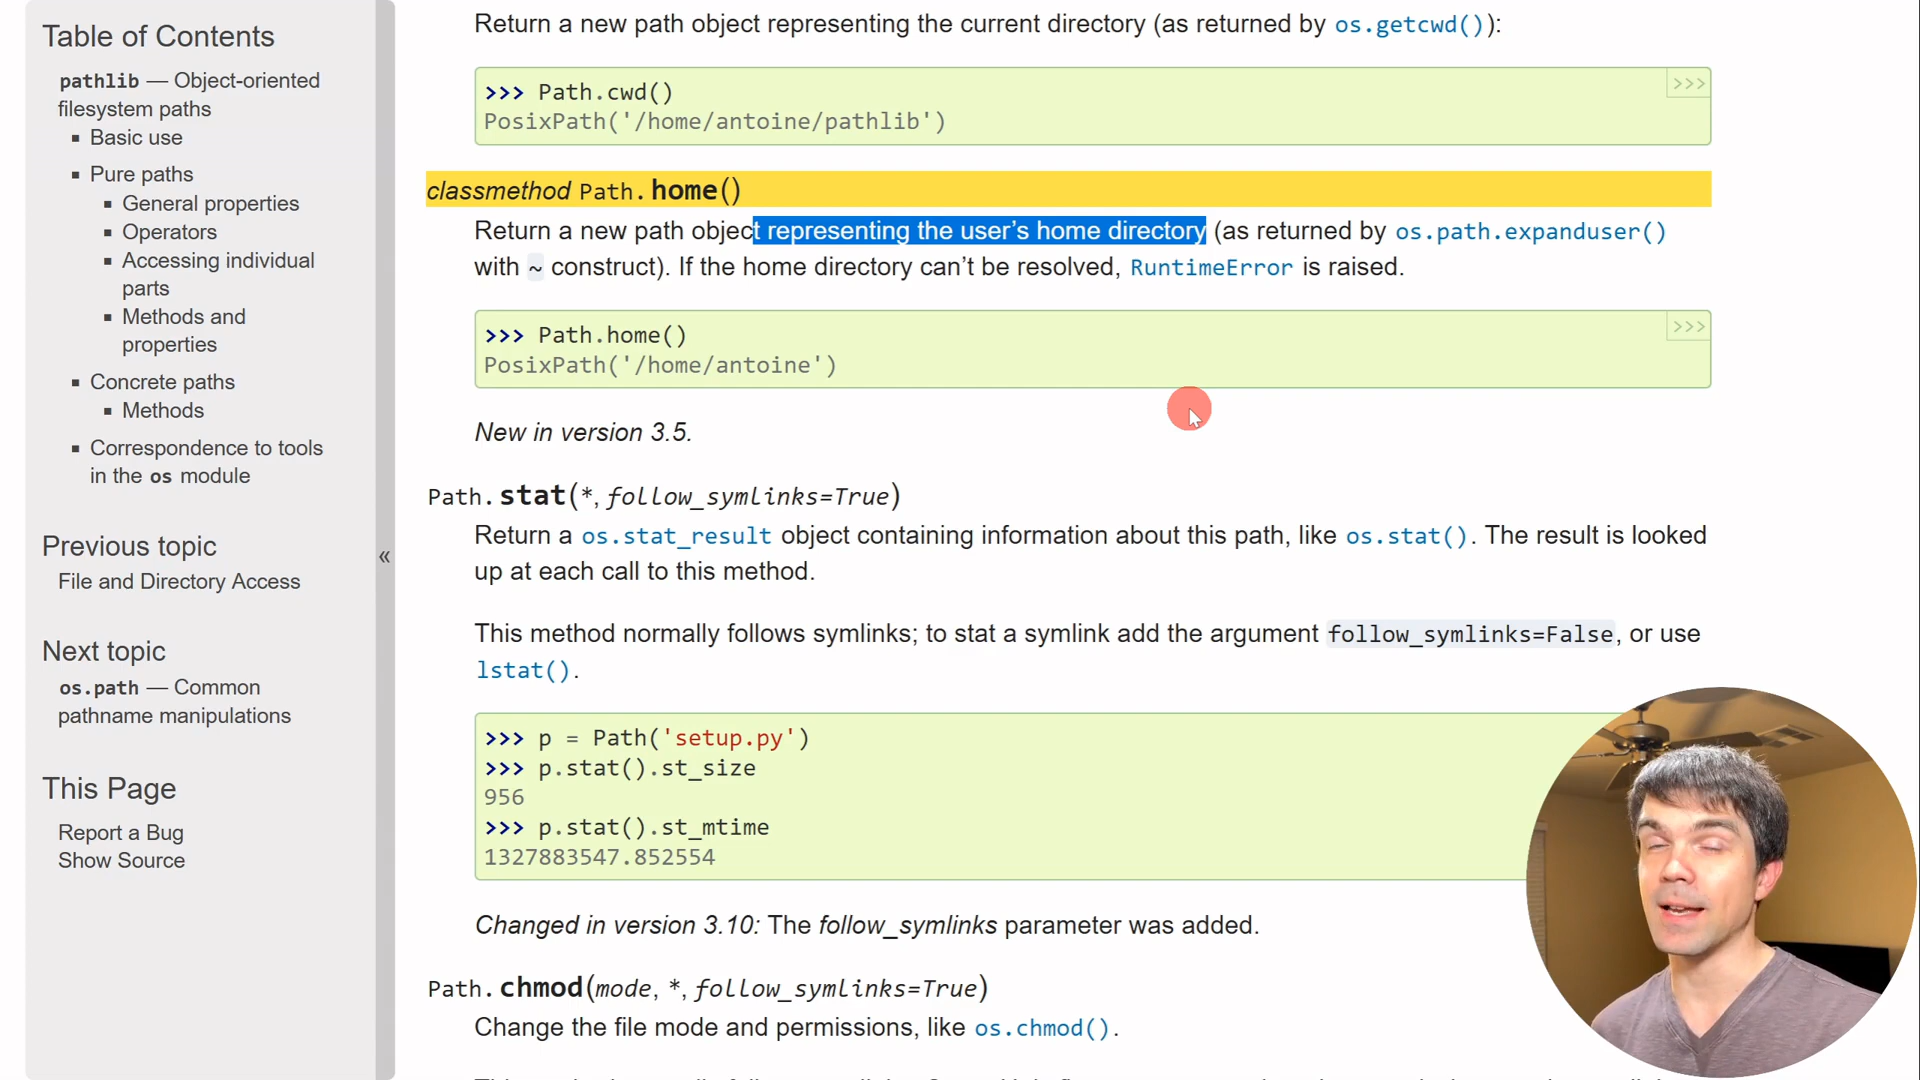 Table of Contents
pathlib — Object-oriented
filesystem paths
Basic use
Pure paths
General properties
Operators
Accessing individual
parts
Methods and
properties
Concrete paths
Methods
Correspondence to tools
in the os module
Previous topic
File and Directory Access
Next topic
os.path — Common
pathname manipulations
This Page
Report a Bug
Show Source
«
Return a new path object representing the current directory (as returned by os.getcwd()):
>>> Path.cwd()
>>>
PosixPath('/home/antoine/pathlib')
classmethod Path.home()
Return a new path object representing the user’s home directory (as returned by os.path.expanduser()
with ~ construct). If the home directory can’t be resolved, RuntimeError is raised.
>>> Path.home()
>>>
PosixPath('/home/antoine')
New in version 3.5.
Path.stat(*, follow_symlinks=True)
Return a os.stat_result object containing information about this path, like os.stat(). The result is looked
up at each call to this method.
This method normally follows symlinks; to stat a symlink add the argument follow_symlinks=False, or use
lstat().
>>> p = Path('setup.py')
>>> p.stat().st_size
956
>>> p.stat().st_mtime
1327883547.852554
Changed in version 3.10: The follow_symlinks parameter was added.
Path.chmod(mode, *, follow_symlinks=True)
Change the file mode and permissions, like os.chmod().